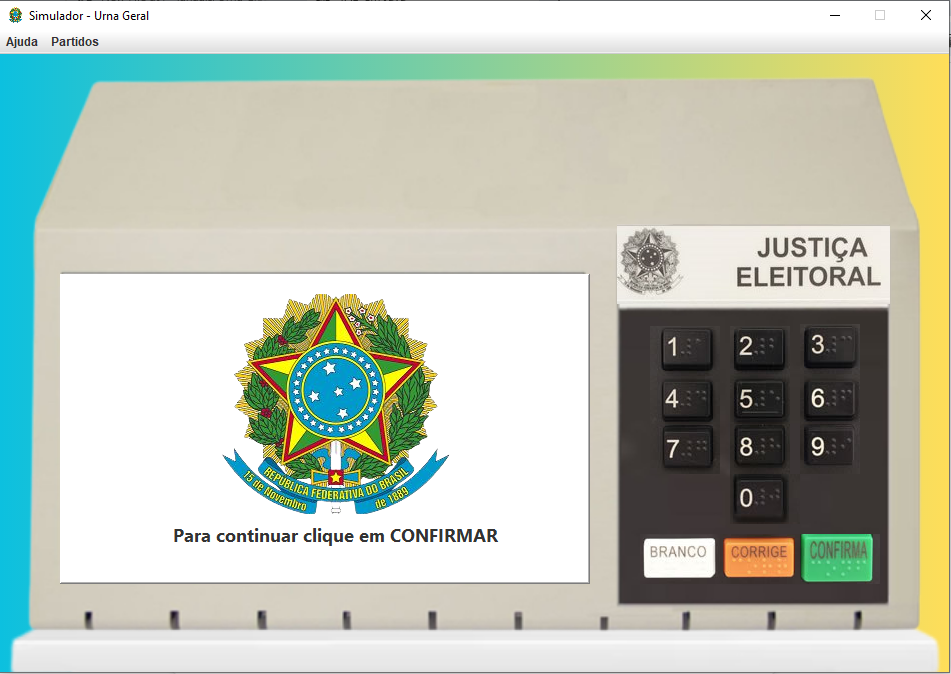 Simulador - Urna Geral
Ajuda Partidos
JUSTIÇA
ELEITORAL
1 2 3
4 5 6
7 8 9
0
BRANCO CORRIGE CONFIRMA
REPÚBLICA FEDERATIVA DO BRASIL
15 de Novembro de 1889
Para continuar clique em CONFIRMAR